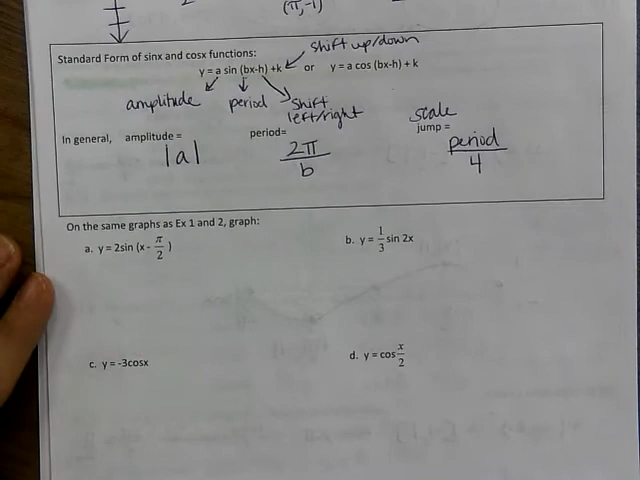 2
(π,-1)
Standard Form of sinx and cosx functions:
shift up/down
y = a sin (bx-h) +k or y = a cos (bx-h) + k
amplitude period shift left/right
In general, amplitude = period= scale jump =
|a| 2π/b period/4
On the same graphs as Ex 1 and 2, graph:
a. y = 2sin (x - π/2) b. y = 1/3 sin 2x
c. y = -3cosx d. y = cos x/2